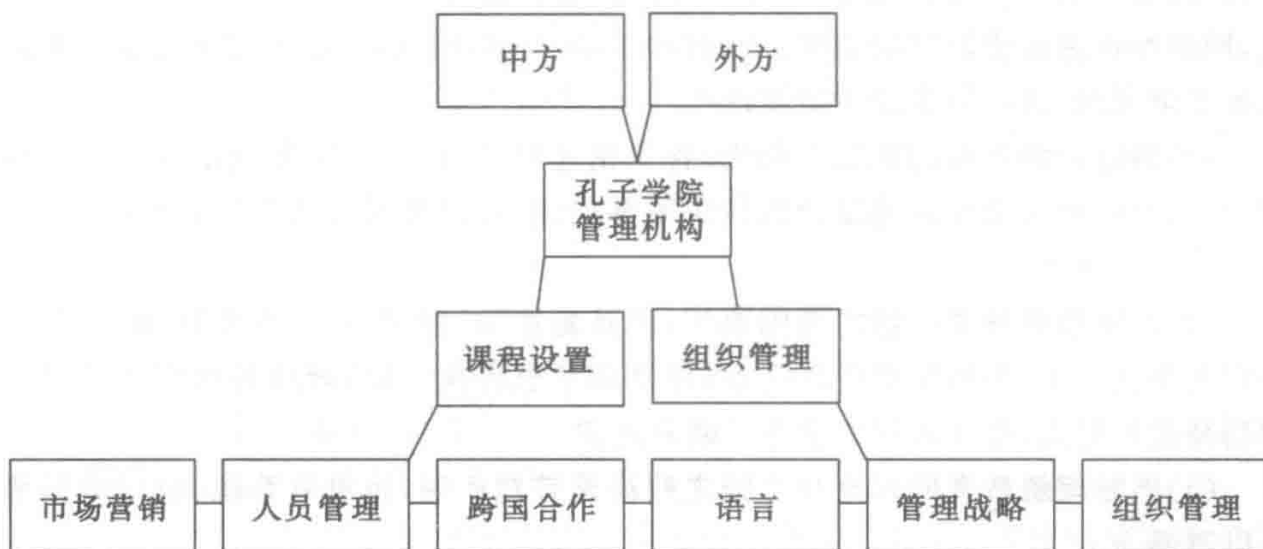 中方
外方
孔子学院
管理机构
课程设置
组织管理
市场营销
人员管理
跨国合作
语言
管理战略
组织管理